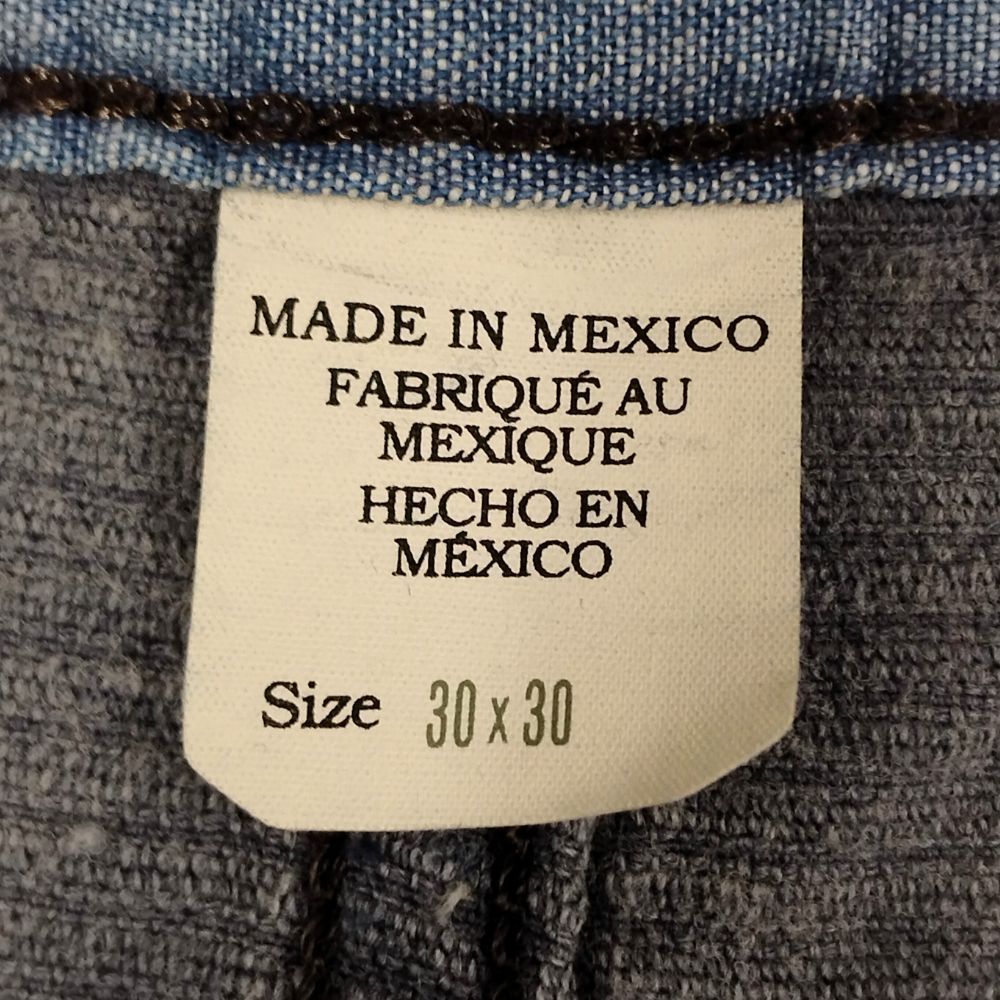 MADE IN MEXICO
FABRIQUÉ AU
MEXIQUE
HECHO EN
MÉXICO
Size 30 x 30